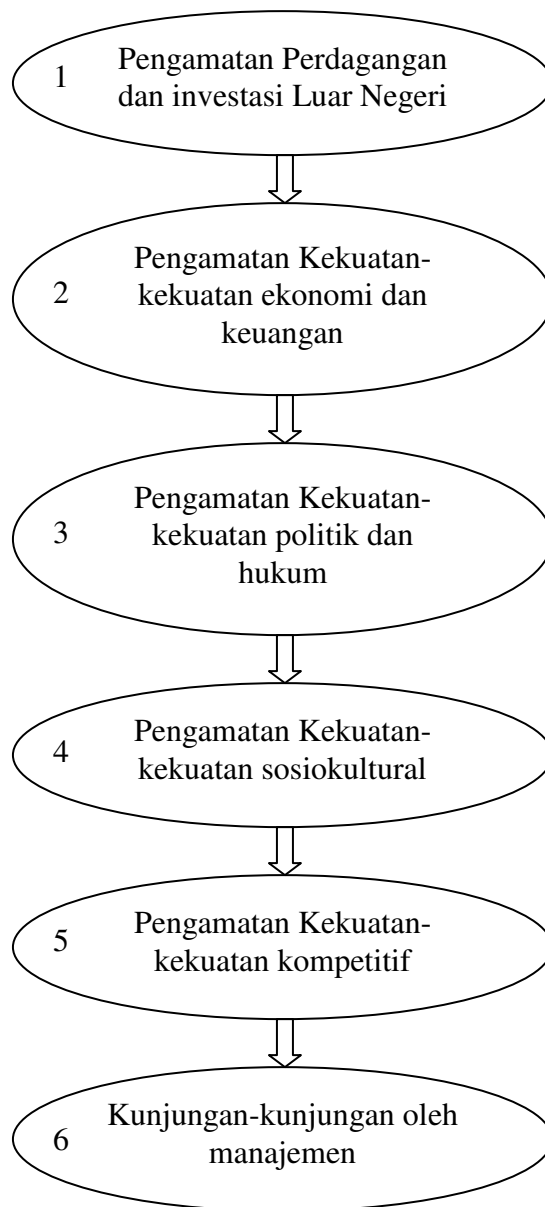 1 Pengamatan Perdagangan
dan investasi Luar Negeri
Pengamatan Kekuatan-
2 kekuatan ekonomi dan
keuangan
Pengamatan Kekuatan-
3 kekuatan politik dan
hukum
Pengamatan Kekuatan-
4 kekuatan sosiokultural
Pengamatan Kekuatan-
5 kekuatan kompetitif
Kunjungan-kunjungan oleh
6 manajemen